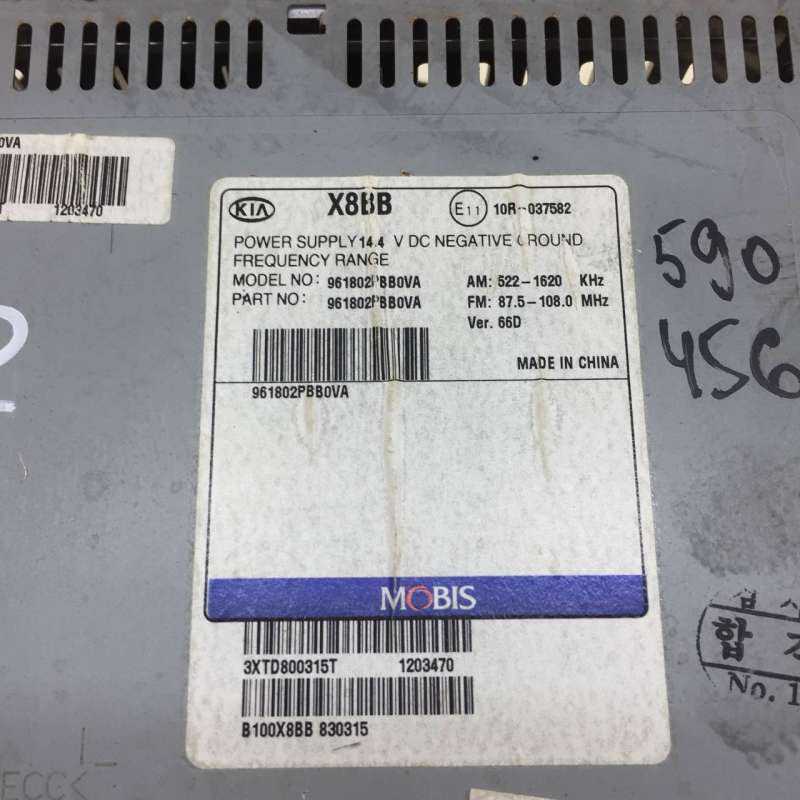 0VA
1203470
KIA X8BB E11 10R-037582
POWER SUPPLY 14.4 V DC NEGATIVE GROUND
FREQUENCY RANGE
MODEL NO: 961802PBB0VA AM: 522-1620 KHz
PART NO: 961802PBB0VA FM: 87.5-108.0 MHz
Ver. 66D
MADE IN CHINA
961802PBB0VA
MOBIS
3XTD800315T 1203470
B100X8BB 830315
590
456
합
No. 1
2
ECCK